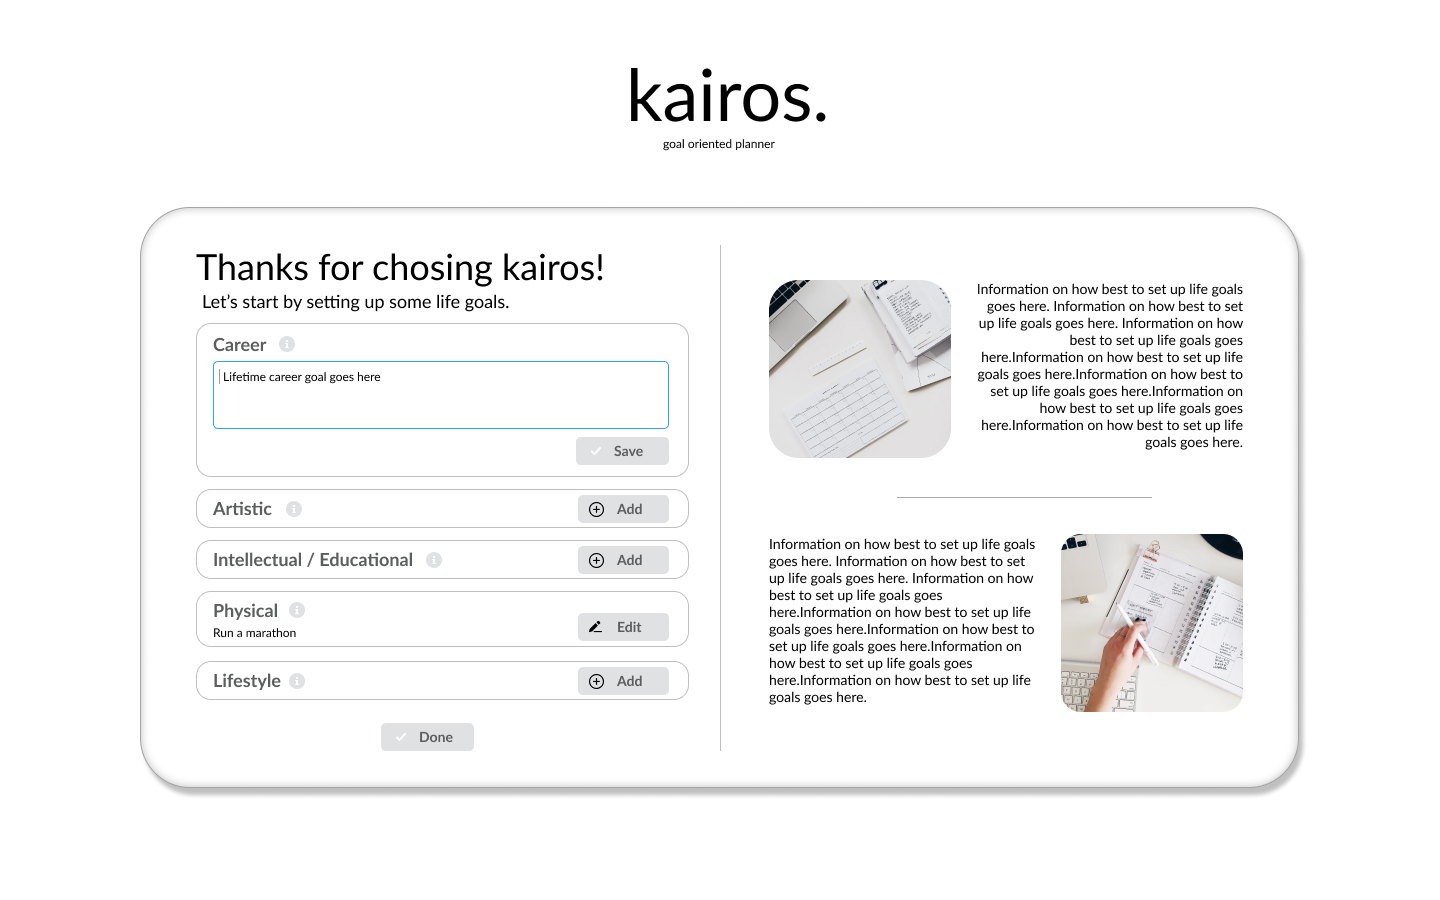 kairos.
goal oriented planner
Thanks for chosing kairos!
Let's start by setting up some life goals.
Career
Lifetime career goal goes here
Save
Artistic
Add
Intellectual / Educational
Add
Physical
Run a marathon
Edit
Lifestyle
Add
Done
Information on how best to set up life goals
goes here. Information on how best to set
up life goals goes here. Information on how
best to set up life goals goes
here.Information on how best to set up life
goals goes here.Information on how best to
set up life goals goes here.Information on
how best to set up life goals goes
here.Information on how best to set up life
goals goes here.
Information on how best to set up life goals
goes here. Information on how best to set
up life goals goes here. Information on how
best to set up life goals goes
here.Information on how best to set up life
goals goes here.Information on how best to
set up life goals goes here.Information on
how best to set up life goals goes
here.Information on how best to set up life
goals goes here.